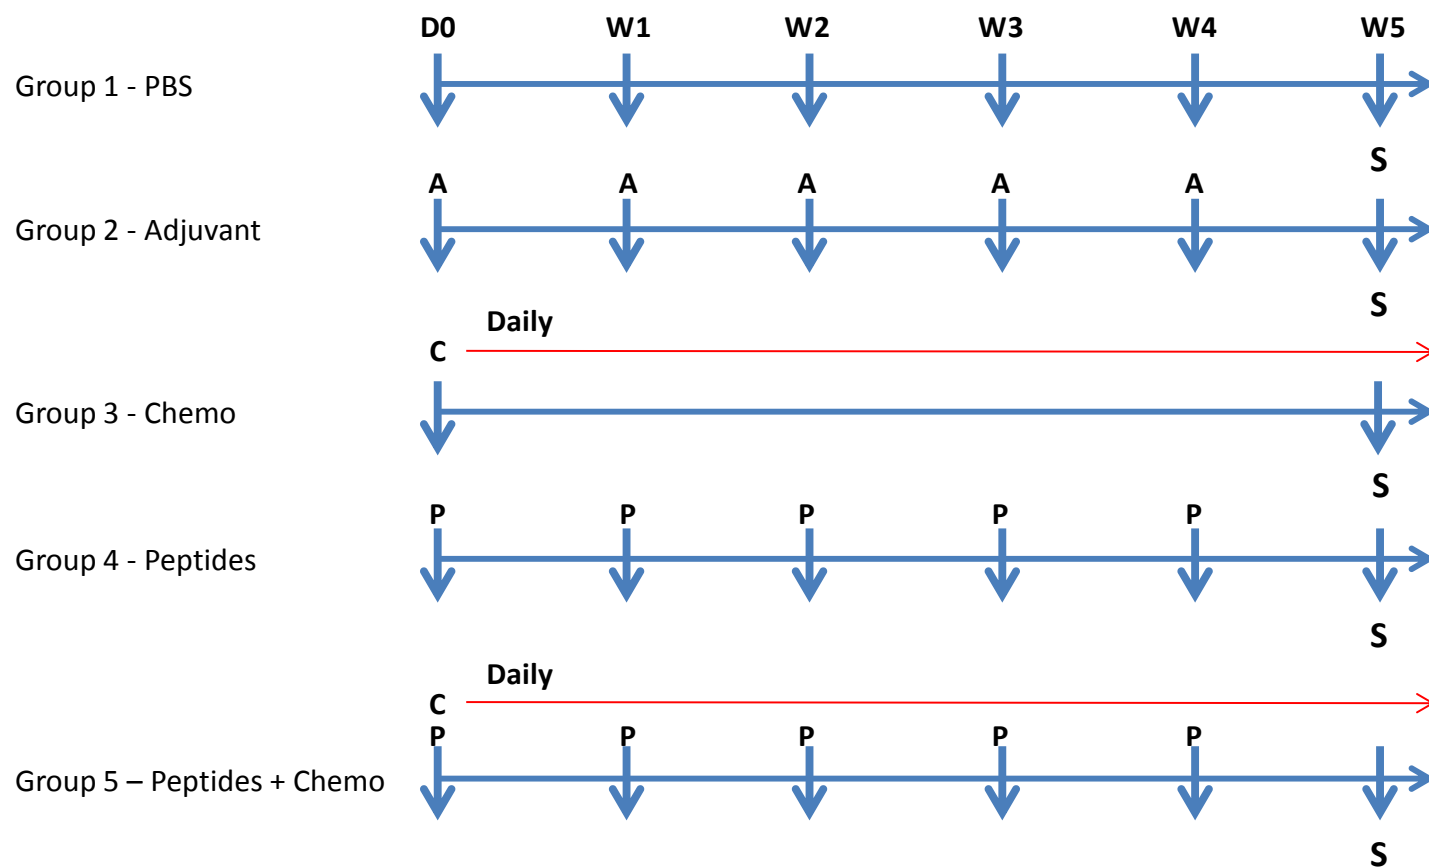 D0 W1 W2 W3 W4 W5
Group 1 - PBS
S
A A A A A
Group 2 - Adjuvant
S
Daily
C
Group 3 - Chemo
S
P P P P P
Group 4 - Peptides
S
Daily
C
P P P P P
Group 5 – Peptides + Chemo
S